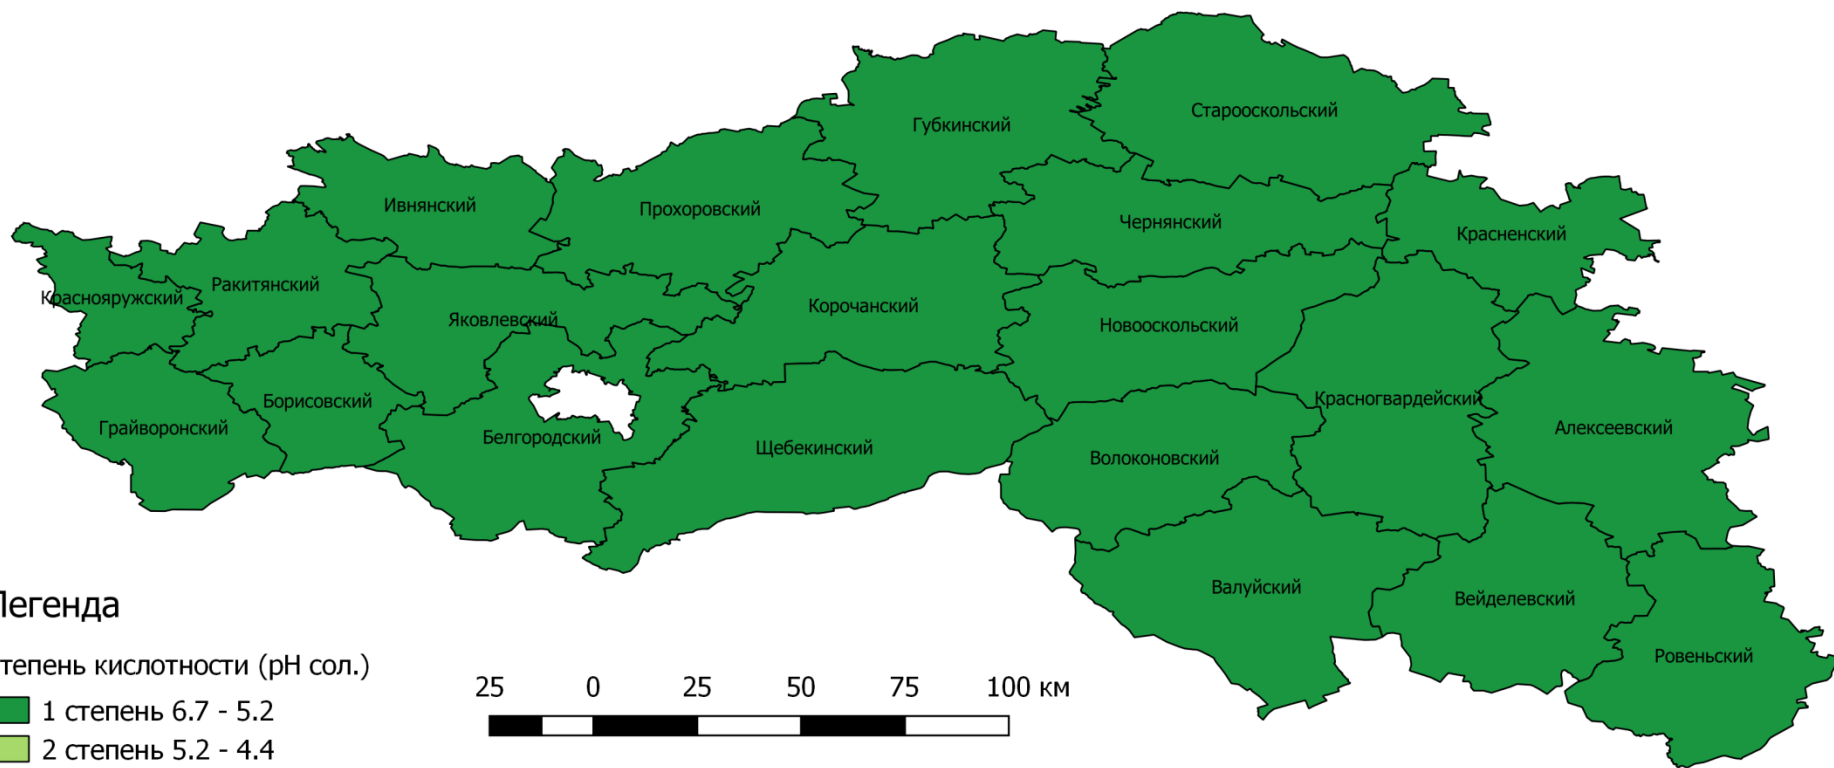 Старооскольский
Губкинский
Ивнянский
Прохоровский
Чернянский
Красненский
Ракитянский
Краснояружский
Яковлевский
Корочанский
Новооскольский
Борисовский
Красногвардейский
Грайворонский
Белгородский
Щебекинский
Волоконовский
Алексеевский
Валуйский
Вейделевский
Ровеньский
Легенда
тепень кислотности (рН сол.)
1 степень 6.7 - 5.2
2 степень 5.2 - 4.4
25 0 25 50 75 100 км